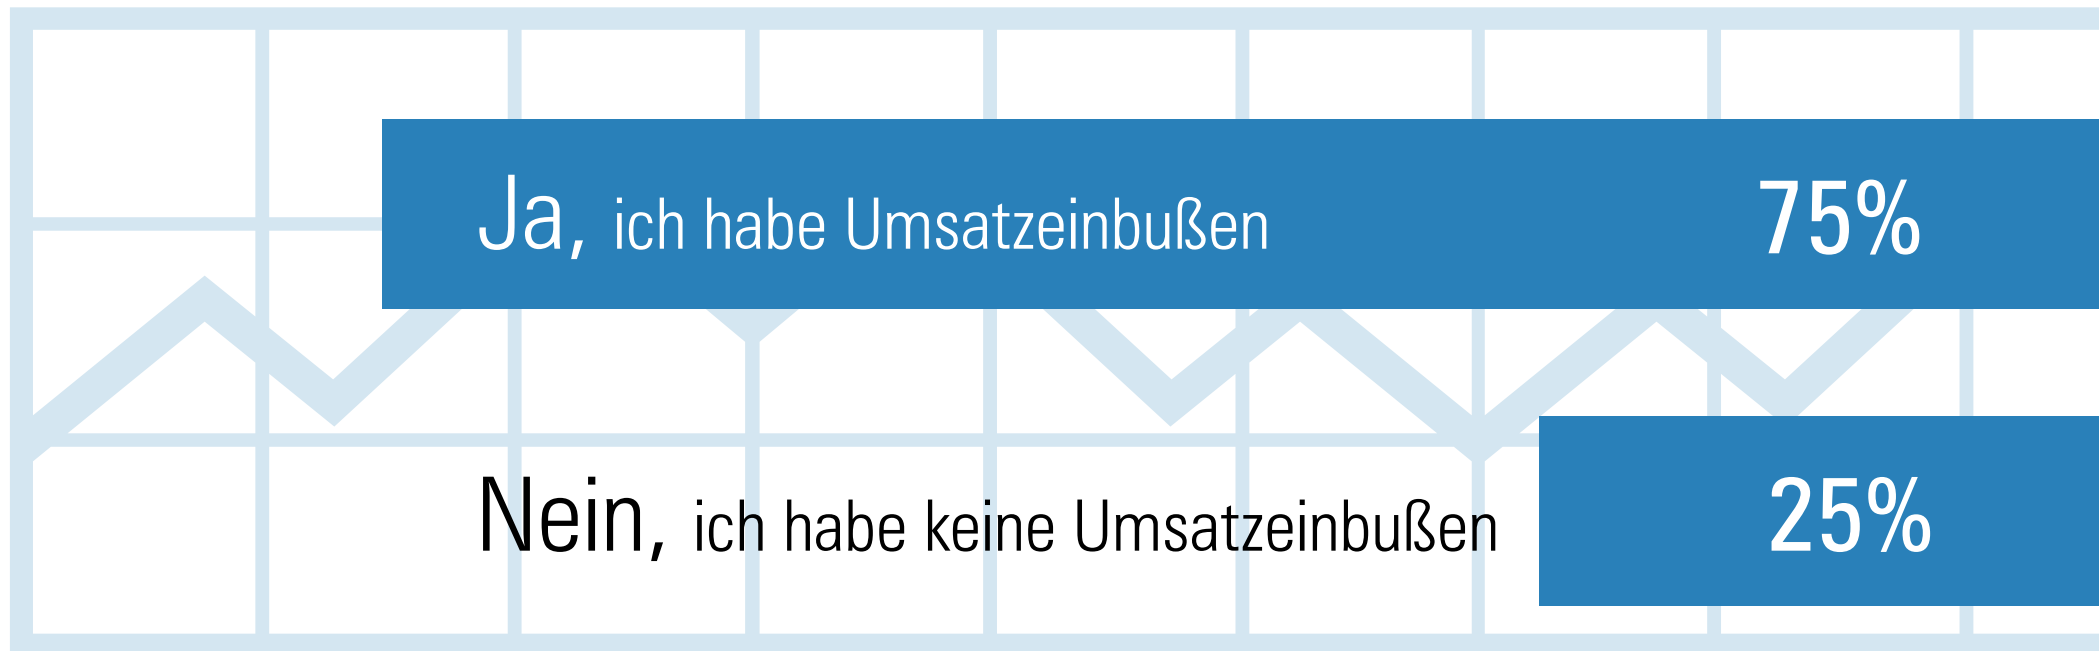 Ja, ich habe Umsatzeinbußen 75%
Nein, ich habe keine Umsatzeinbußen 25%